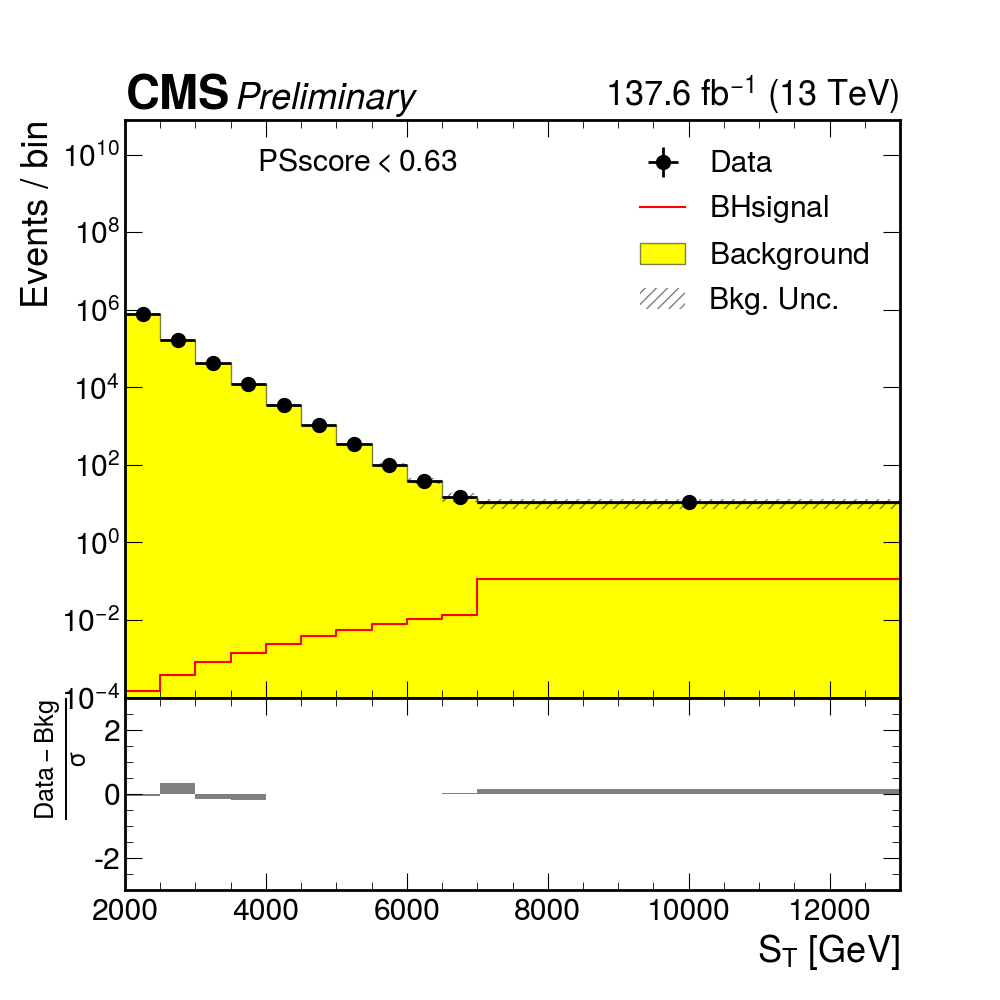 CMS Preliminary 137.6 fb⁻¹ (13 TeV)
Events / bin
PSscore < 0.63
Data
BHsignal
Background
Bkg. Unc.
10¹⁰
10⁸
10⁶
10⁴
10²
10⁰
10⁻²
10⁻⁴
Data – Bkg
σ
2
0
-2
2000 4000 6000 8000 10000 12000
S_T [GeV]